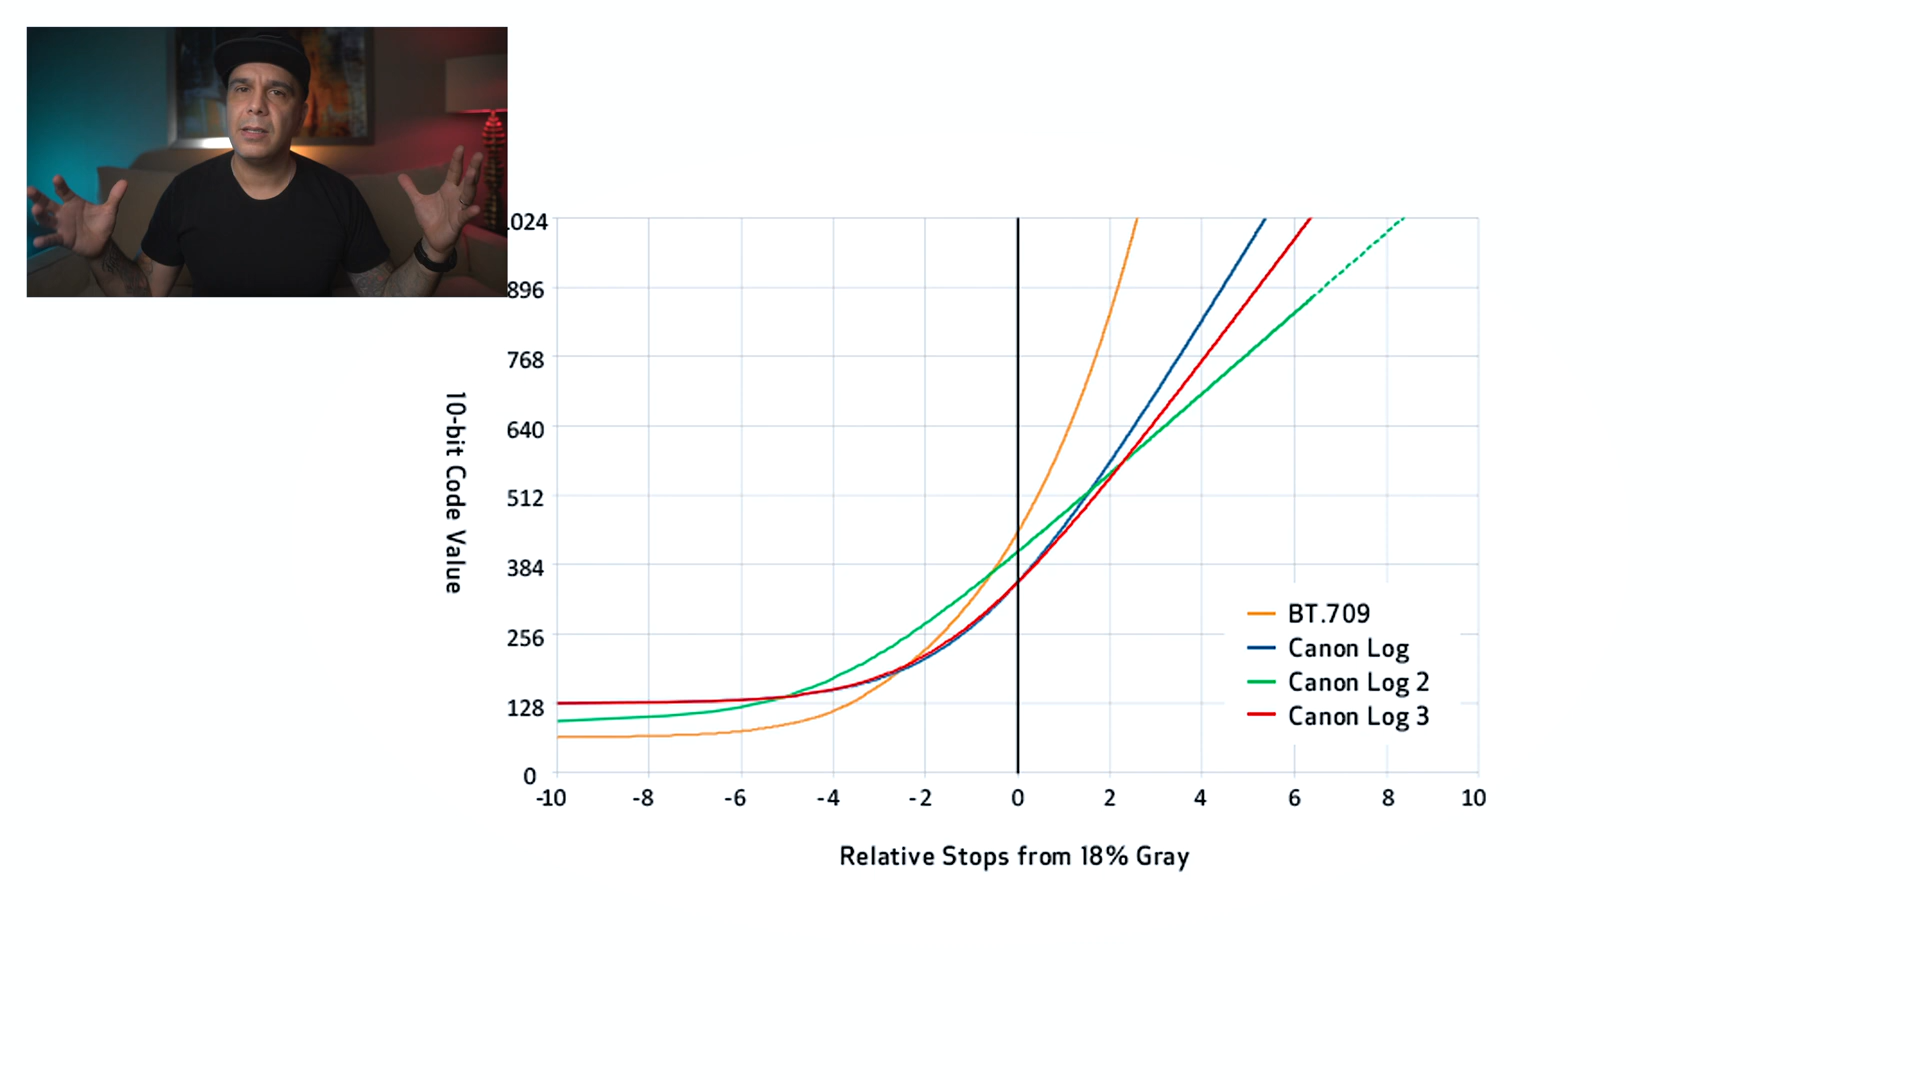 1024
896
768
640
512
384
256
128
0
10-bit Code Value
-10 -8 -6 -4 -2 0 2 4 6 8 10
Relative Stops from 18% Gray
BT.709
Canon Log
Canon Log 2
Canon Log 3